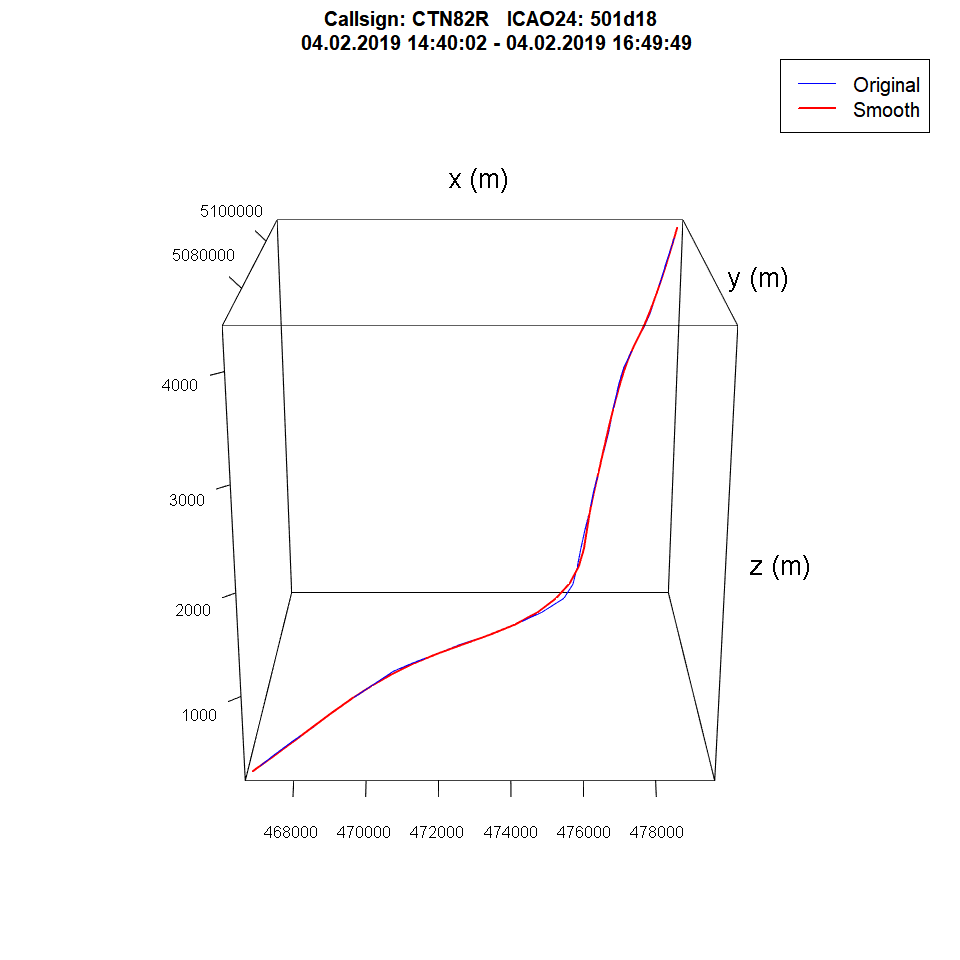 Callsign: CTN82R   ICAO24: 501d18
04.02.2019 14:40:02 - 04.02.2019 16:49:49
Original
Smooth
x (m)
5100000
5080000
y (m)
4000
3000
z (m)
2000
1000
468000 470000 472000 474000 476000 478000